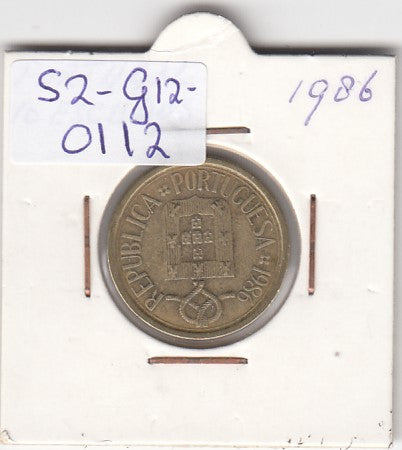 S2-G12-
0112
1986
REPUBLICA PORTUGUESA 1986